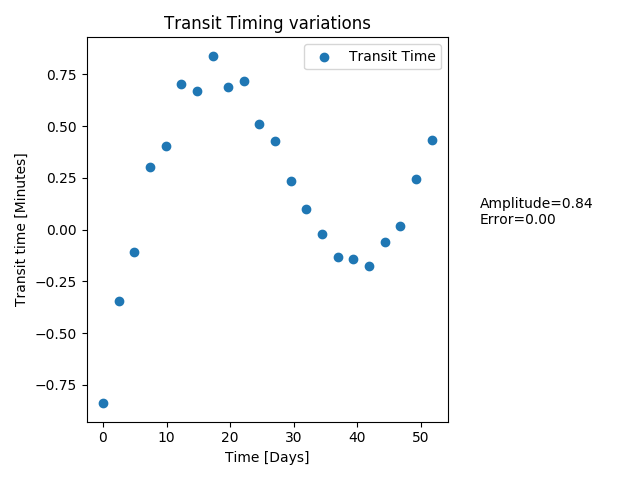 Transit Timing variations
Transit Time
Transit time [Minutes]
0.75
0.50
0.25
0.00
−0.25
−0.50
−0.75
Amplitude=0.84
Error=0.00
0 10 20 30 40 50
Time [Days]